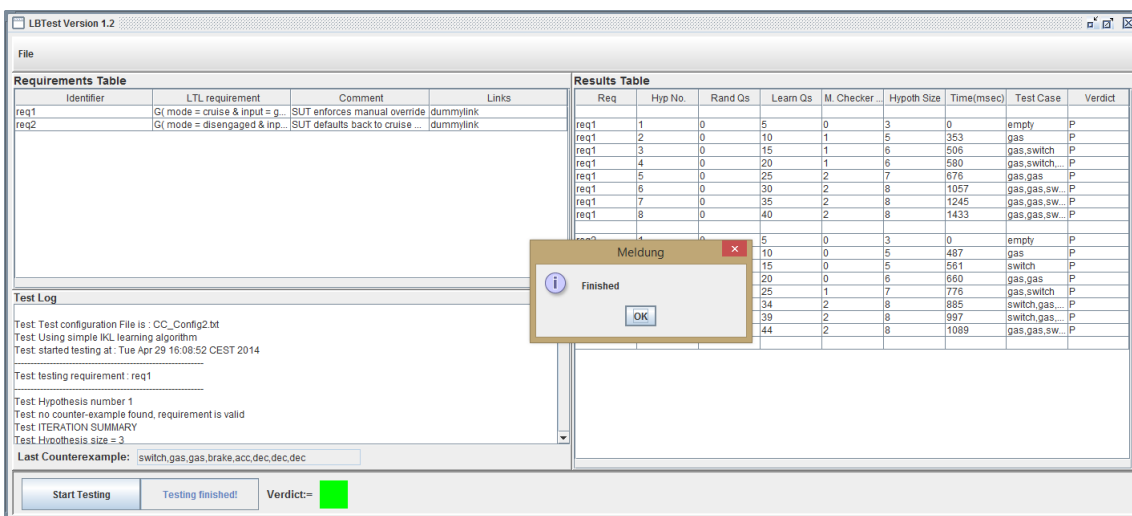 LBTest Version 1.2
File
Requirements Table
Identifier LTL requirement Comment Links
req1 G( mode = cruise & input = g... SUT enforces manual override dummylink
req2 G( mode = disengaged & inp... SUT defaults back to cruise ... dummylink
Test Log
Test: Test configuration File is : CC_Config2.txt
Test: Using simple IKL learning algorithm
Test: started testing at : Tue Apr 29 16:08:52 CEST 2014
------------------------------------------------------------
Test: testing requirement : req1
------------------------------------------------------------
Test: Hypothesis number 1
Test: no counter-example found, requirement is valid
Test: ITERATION SUMMARY
Test: Hypothesis size = 3
Last Counterexample: switch,gas,gas,brake,acc,dec,dec,dec
Start Testing Testing finished! Verdict:=
Results Table
Req Hyp No. Rand Qs Learn Qs M. Checker ... Hypoth Size Time(msec) Test Case Verdict
req1 1 0 5 0 3 0 empty P
req1 2 0 10 1 5 353 gas P
req1 3 0 15 1 6 506 gas,switch P
req1 4 0 20 1 6 580 gas,switch,... P
req1 5 0 25 2 7 676 gas,gas P
req1 6 0 30 2 8 1057 gas,gas,sw... P
req1 7 0 35 2 8 1245 gas,gas,sw... P
req1 8 0 40 2 8 1433 gas,gas,sw... P
5 0 3 0 empty P
10 0 5 487 gas P
15 0 5 561 switch P
20 0 6 660 gas,gas P
25 1 7 776 gas,switch P
34 2 8 885 switch,gas,... P
39 2 8 997 switch,gas,... P
44 2 8 1089 gas,gas,sw... P
Meldung
Finished
OK